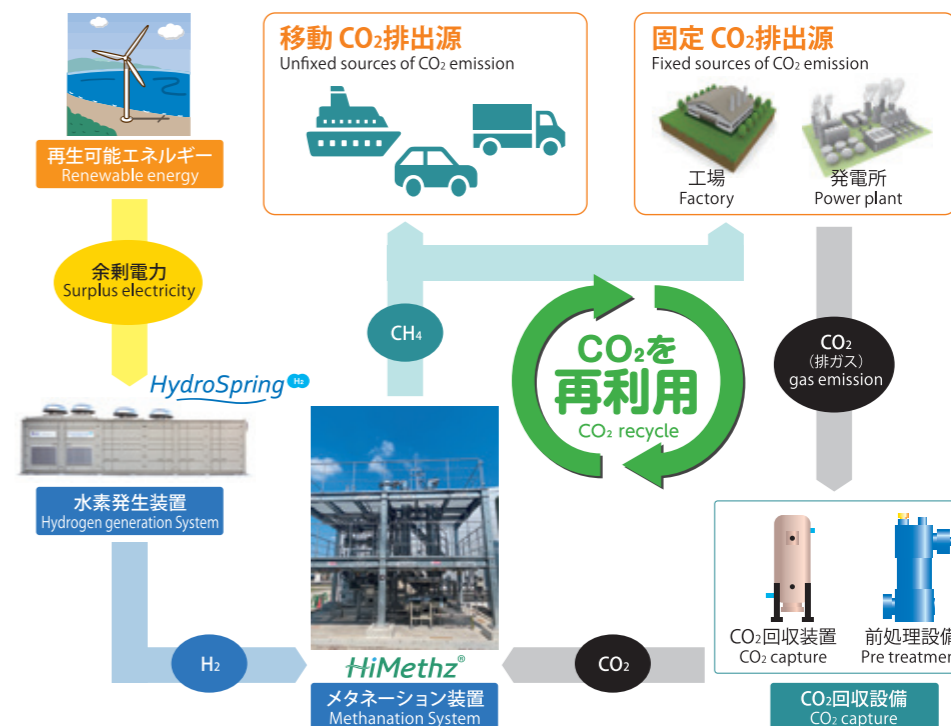 再生可能エネルギー
Renewable energy
余剰電力
Surplus electricity
HydroSpring H₂
水素発生装置
Hydrogen generation System
H₂
移動 CO₂排出源
Unfixed sources of CO₂ emission
固定 CO₂排出源
Fixed sources of CO₂ emission
工場
Factory
発電所
Power plant
CH₄
CO₂を
再利用
CO₂ recycle
CO₂
(排ガス)
gas emission
CO₂回収装置
CO₂ capture
前処理設備
Pre treatment
CO₂回収設備
CO₂ capture
CO₂
HiMethz®
メタネーション装置
Methanation System